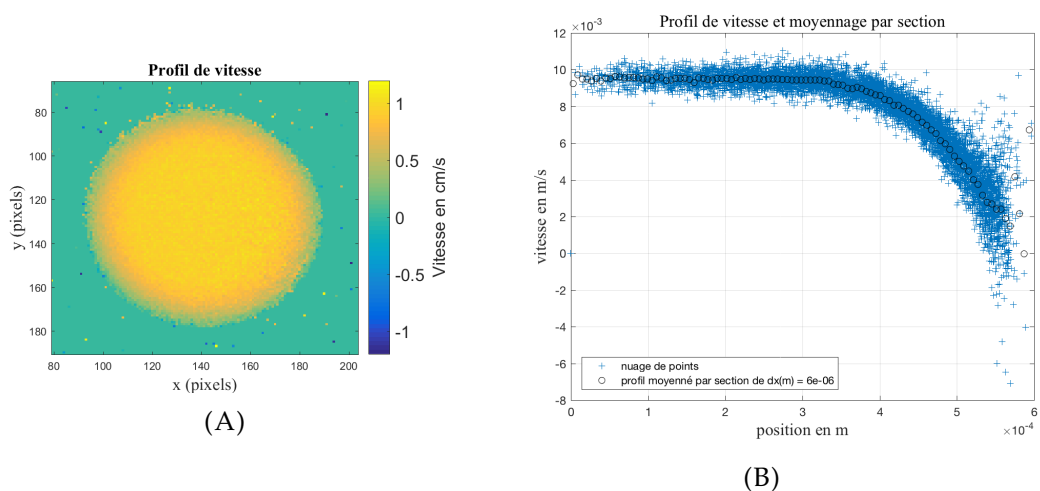 Profil de vitesse
y (pixels)
80
100
120
140
160
180
80 100 120 140 160 180 200
x (pixels)
1
0.5
0
-0.5
-1
Vitesse en cm/s
(A)
Profil de vitesse et moyennage par section
×10⁻³
12
10
8
6
4
2
0
-2
-4
-6
-8
vitesse en m/s
nuage de points
profil moyenné par section de dx(m) = 6e-06
0 1 2 3 4 5 6
position en m
×10⁻⁴
(B)